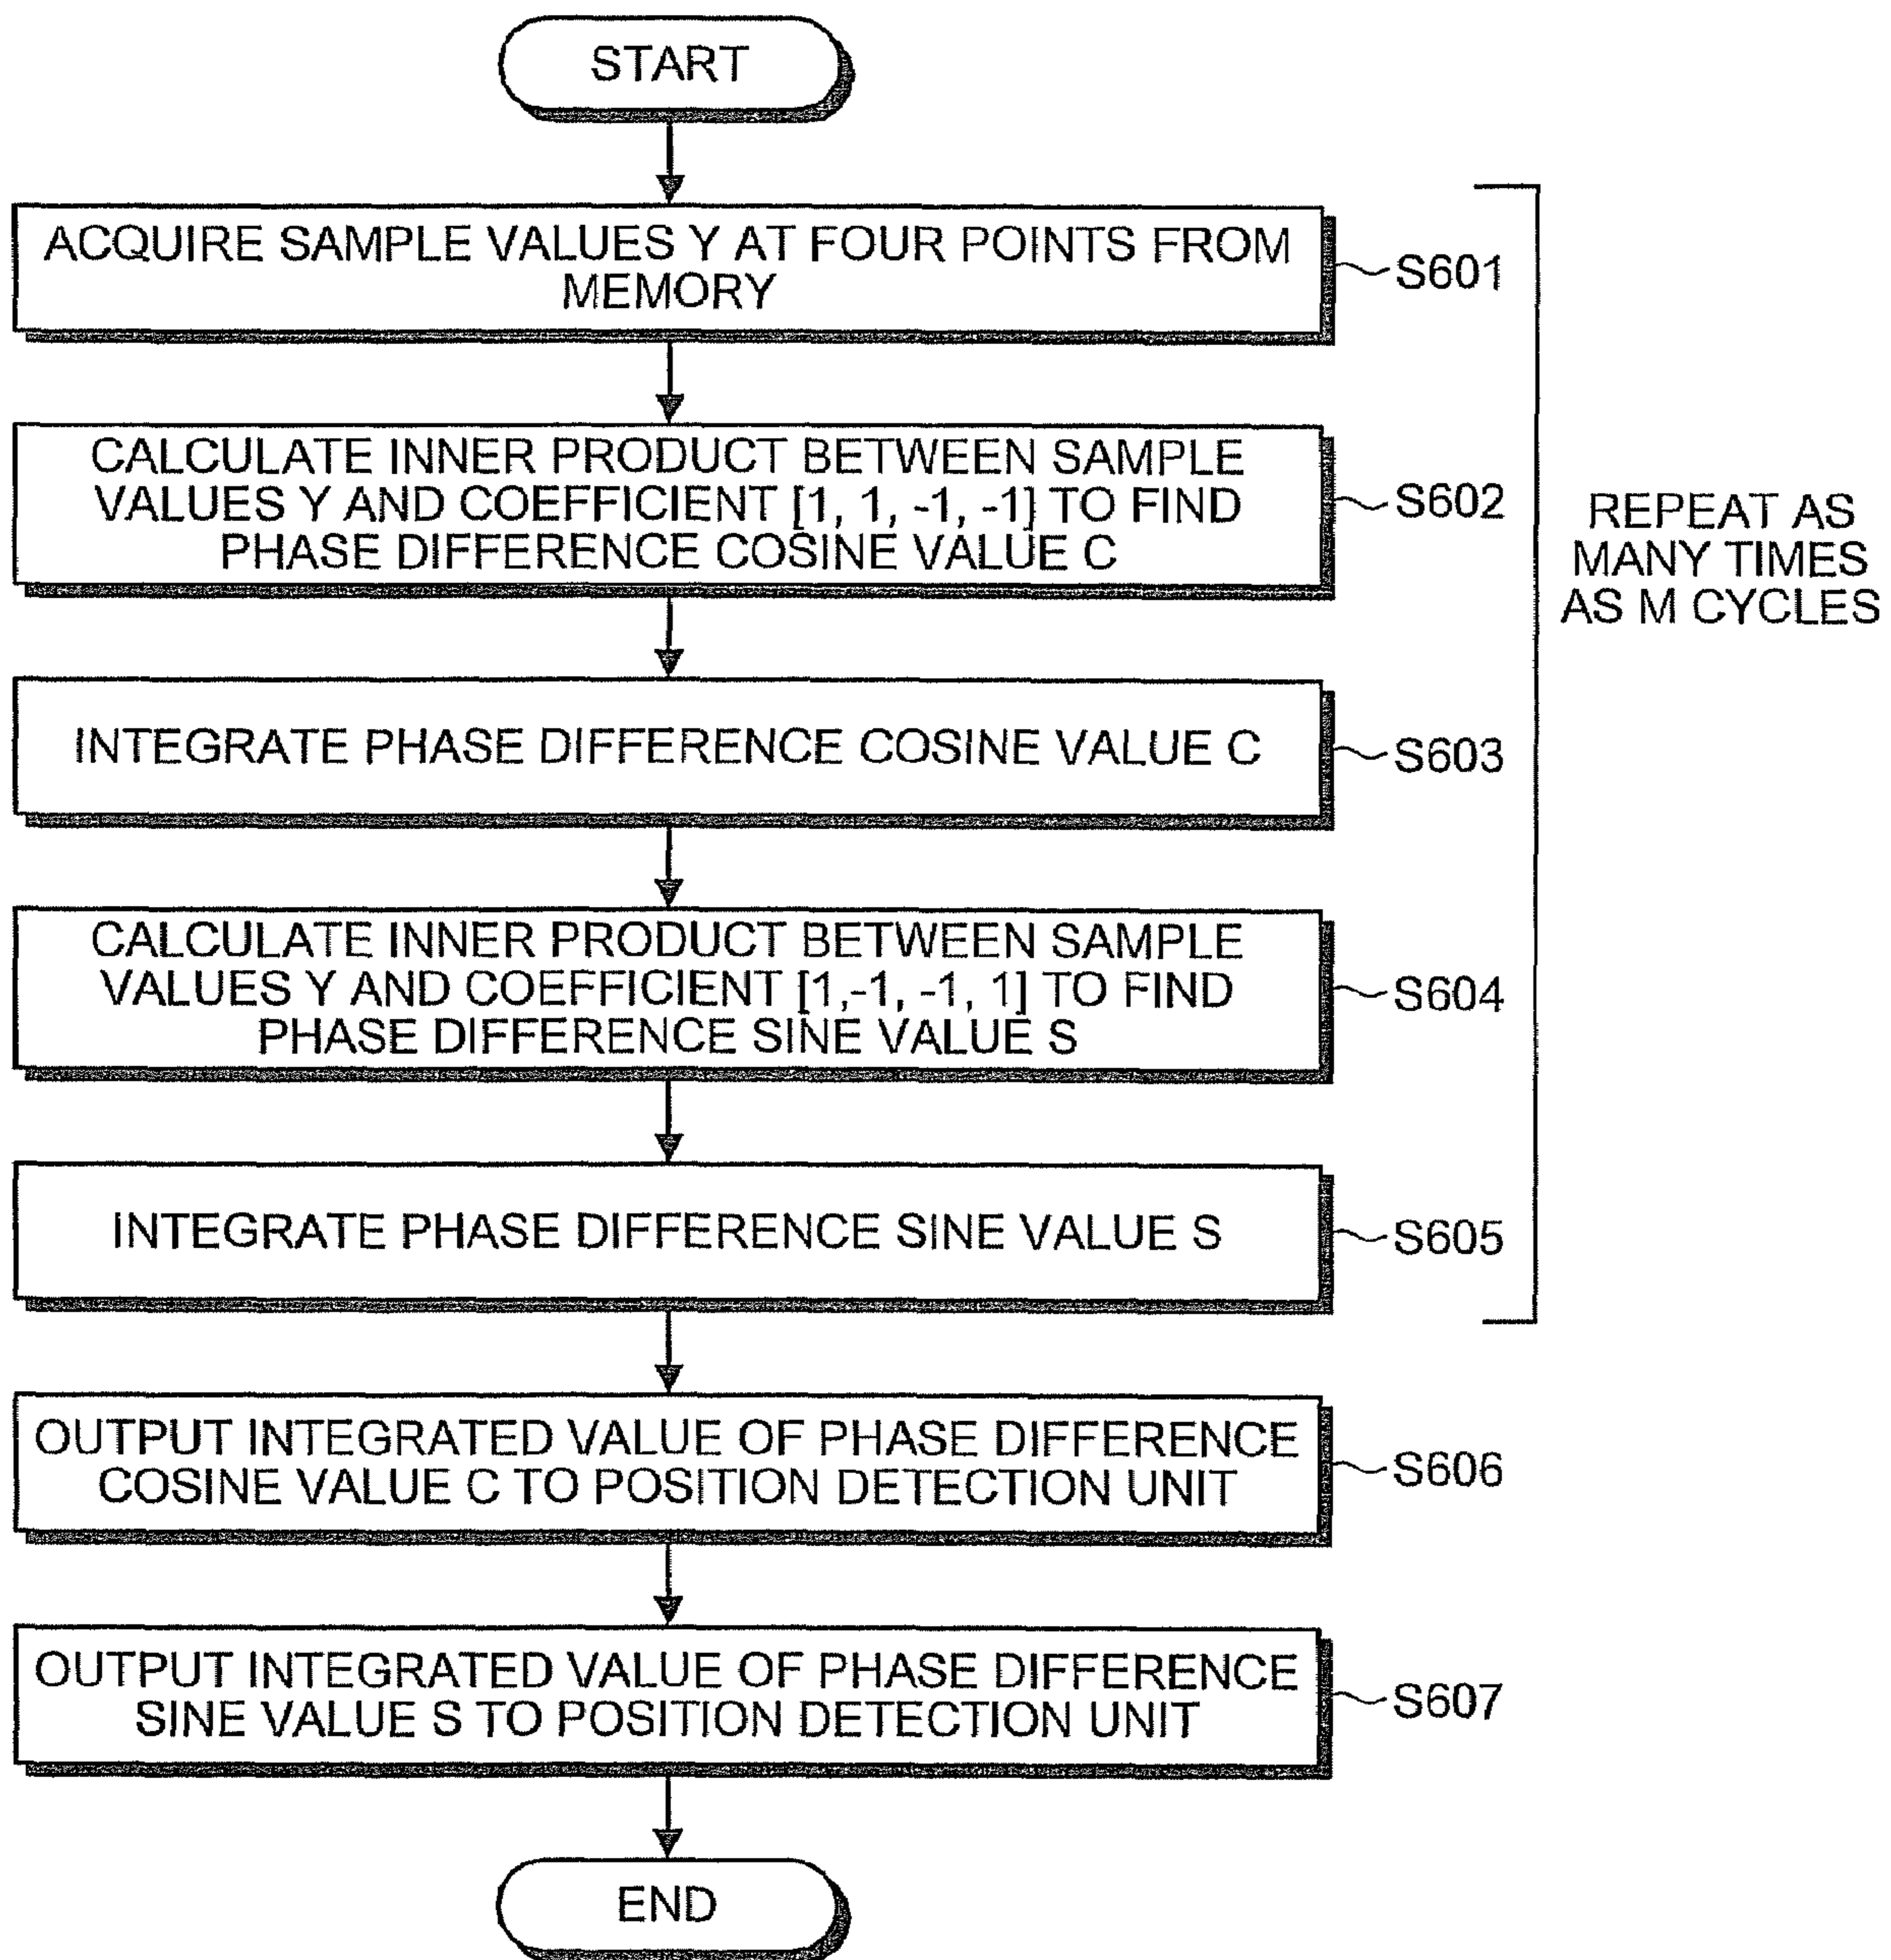 START
ACQUIRE SAMPLE VALUES Y AT FOUR POINTS FROM
MEMORY
S601
CALCULATE INNER PRODUCT BETWEEN SAMPLE
VALUES Y AND COEFFICIENT [1, 1, -1, -1] TO FIND
PHASE DIFFERENCE COSINE VALUE C
S602
REPEAT AS
MANY TIMES
AS M CYCLES
INTEGRATE PHASE DIFFERENCE COSINE VALUE C
S603
CALCULATE INNER PRODUCT BETWEEN SAMPLE
VALUES Y AND COEFFICIENT [1,-1, -1, 1] TO FIND
PHASE DIFFERENCE SINE VALUE S
S604
INTEGRATE PHASE DIFFERENCE SINE VALUE S
S605
OUTPUT INTEGRATED VALUE OF PHASE DIFFERENCE
COSINE VALUE C TO POSITION DETECTION UNIT
S606
OUTPUT INTEGRATED VALUE OF PHASE DIFFERENCE
SINE VALUE S TO POSITION DETECTION UNIT
S607
END